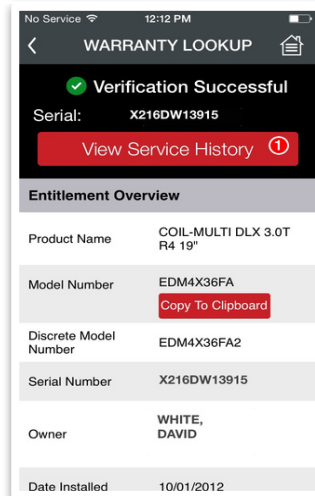 No Service 12:12 PM
WARRANTY LOOKUP
Verification Successful
Serial: X216DW13915
View Service History 1
Entitlement Overview
Product Name COIL-MULTI DLX 3.0T
R4 19"
Model Number EDM4X36FA
Copy To Clipboard
Discrete Model
Number EDM4X36FA2
Serial Number X216DW13915
Owner WHITE,
DAVID
Date Installed 10/01/2012